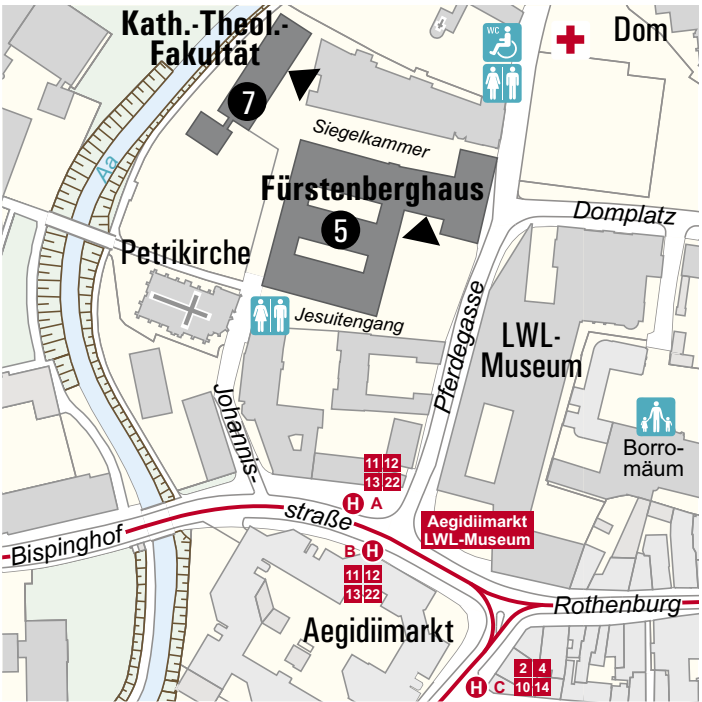 Kath.-Theol.-
Fakultät
7
WC
Dom
Aa
Siegelkammer
Fürstenberghaus
5
Domplatz
Petrikirche
Jesuitengang
Pferdegasse
LWL-
Museum
Johannis-
straße
Borro-
mäum
11 12
13 22
H A
Aegidiimarkt
LWL-Museum
Bispinghof
B H
11 12
13 22
Aegidiimarkt
Rothenburg
H C
2 4
10 14